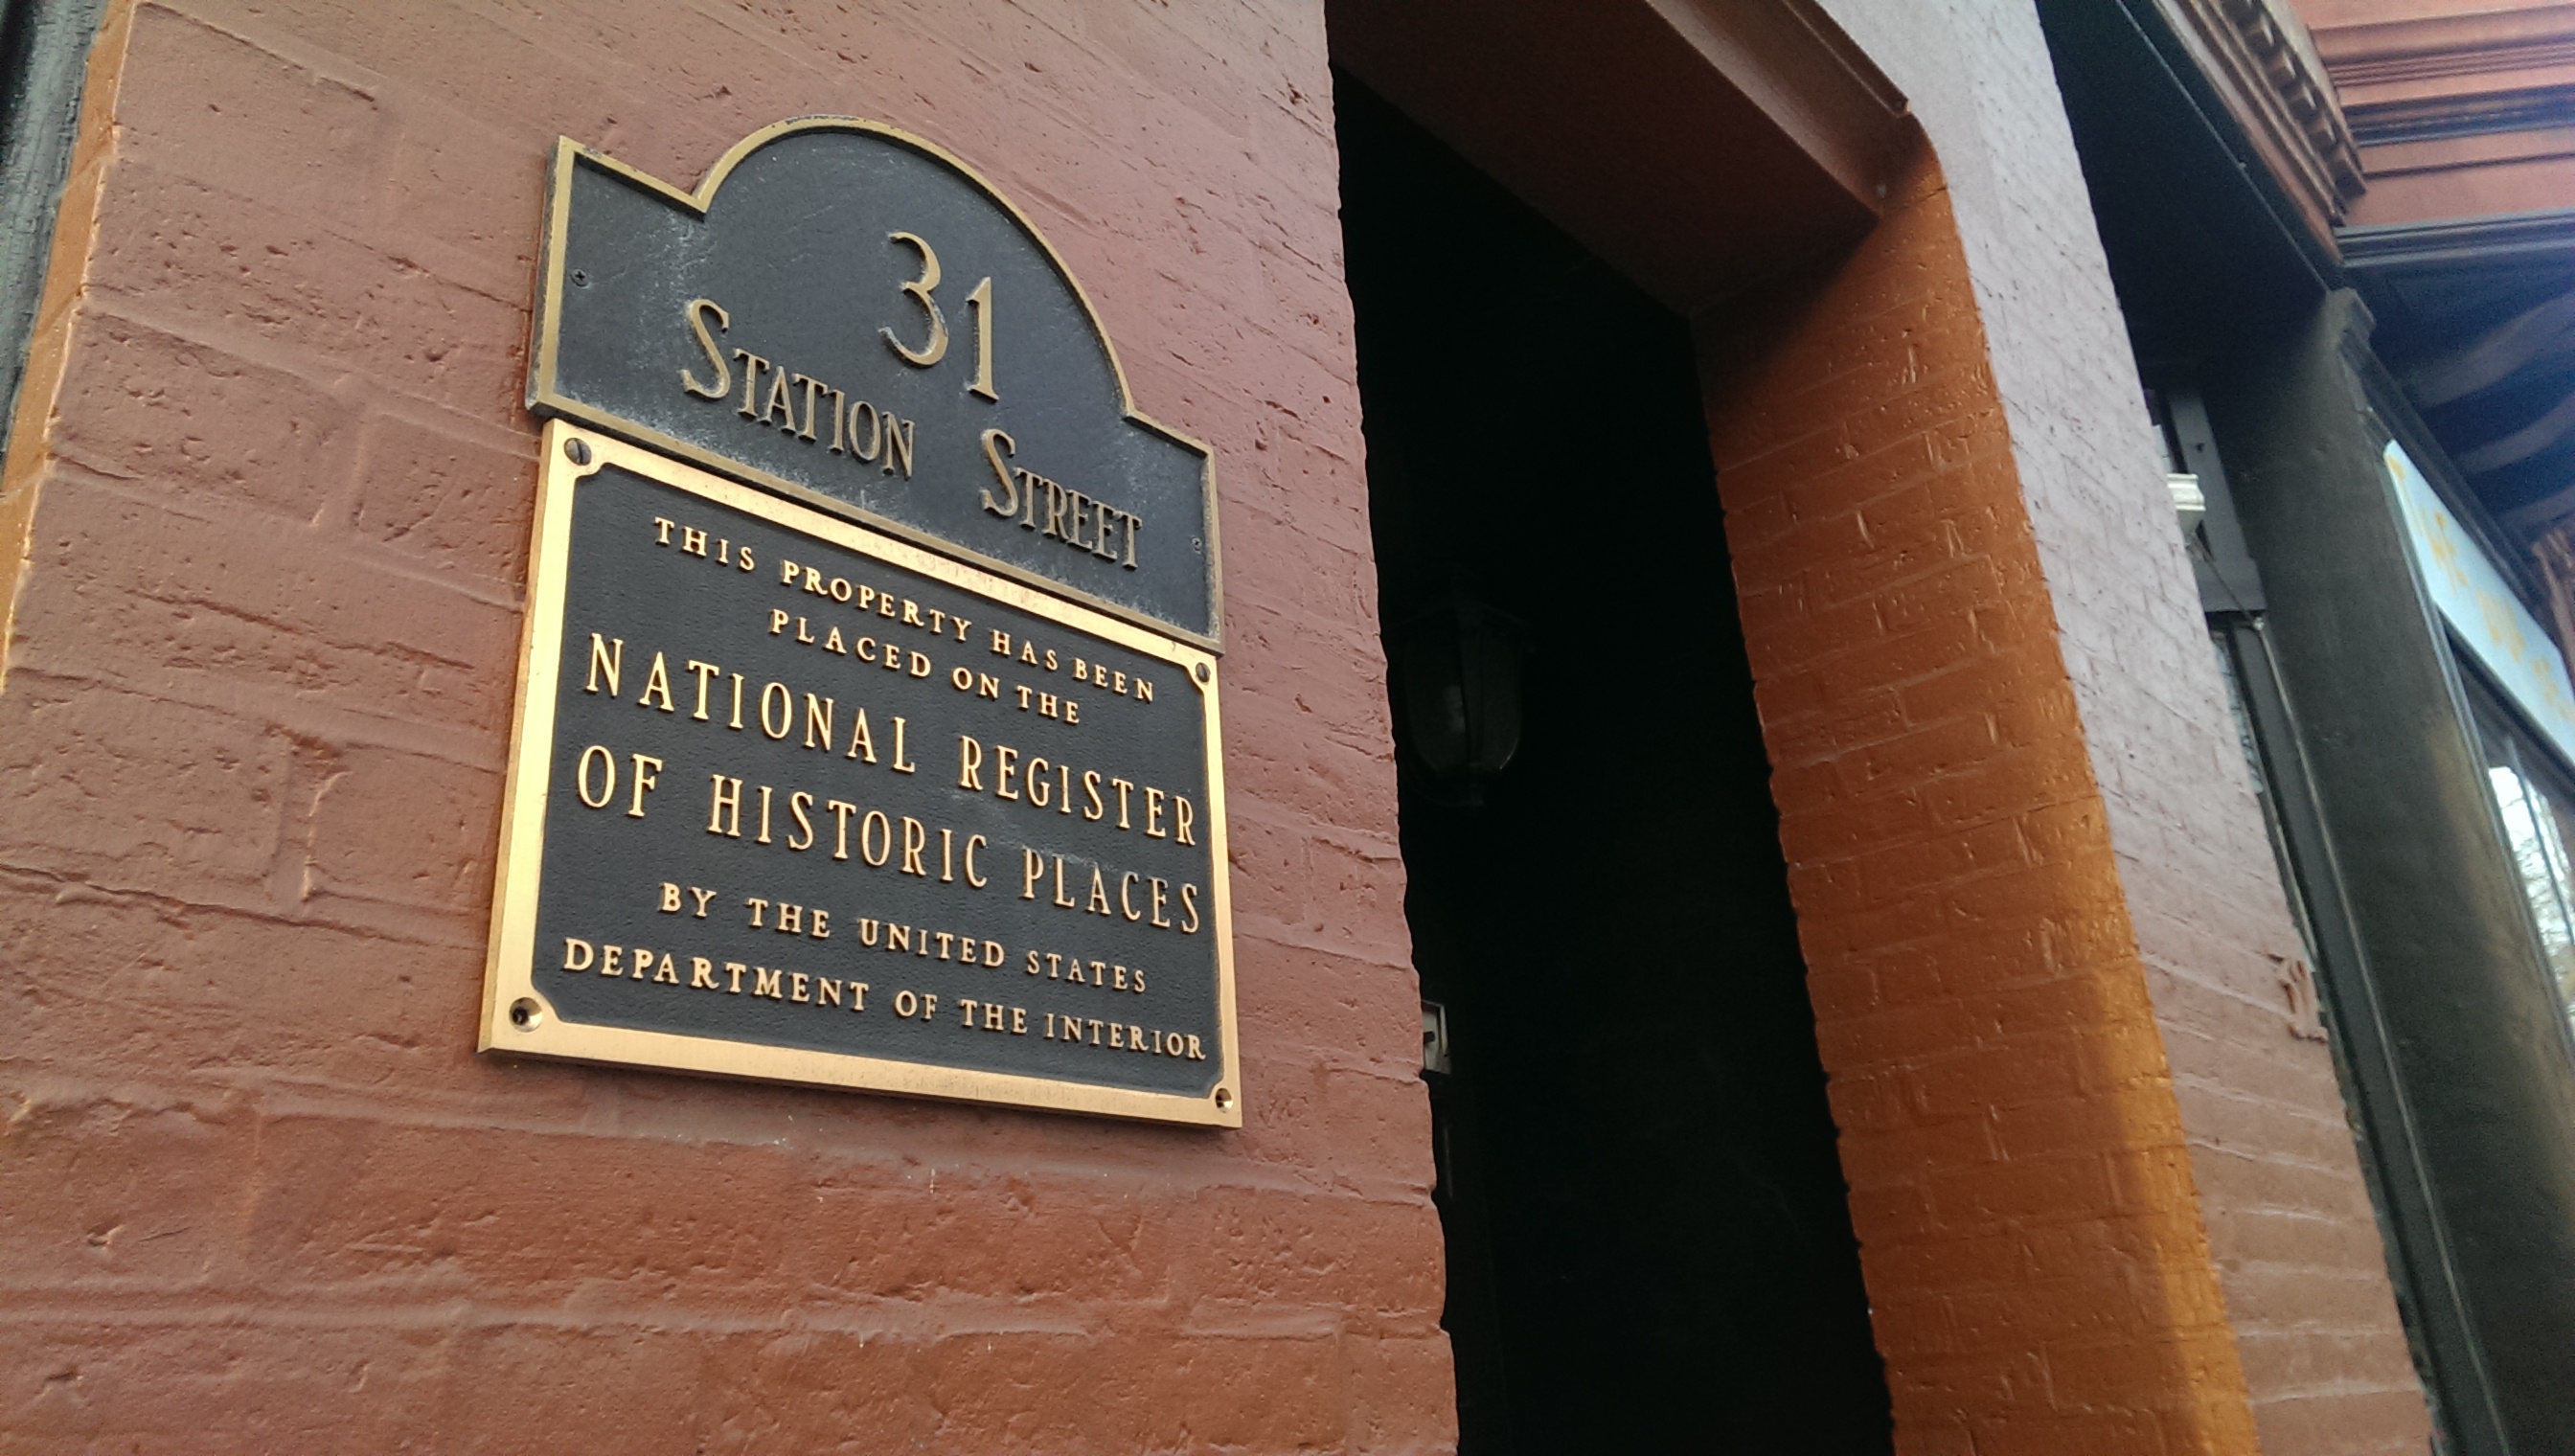 31
STATION STREET
THIS PROPERTY HAS BEEN
PLACED ON THE
NATIONAL REGISTER
OF HISTORIC PLACES
BY THE UNITED STATES
DEPARTMENT OF THE INTERIOR